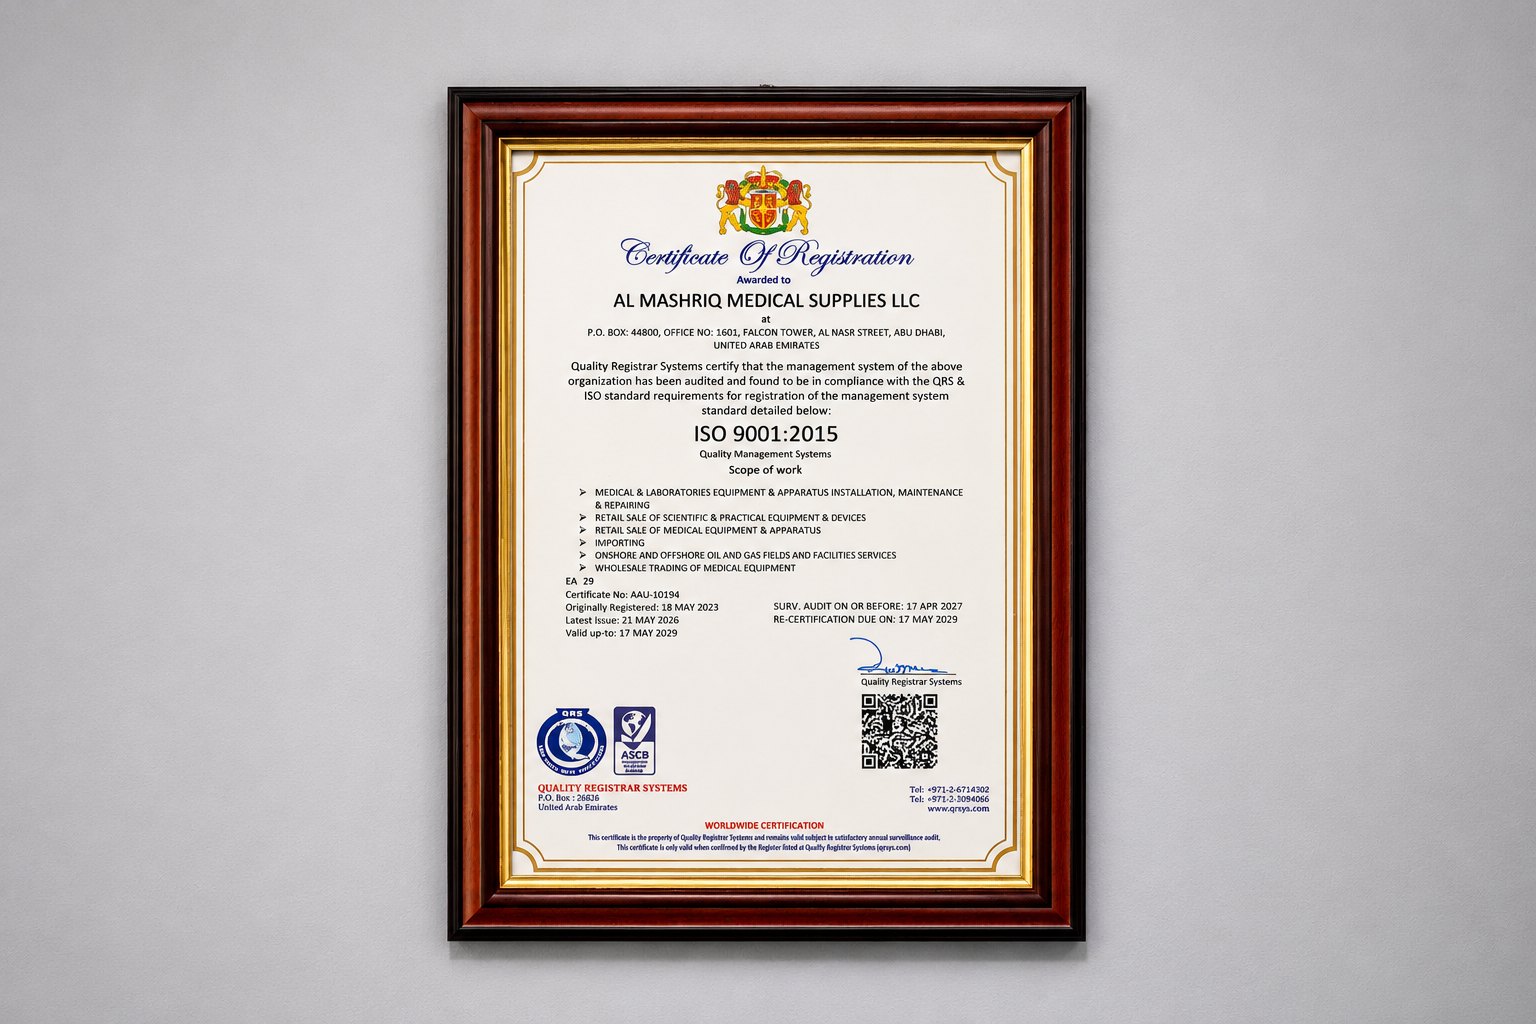 Certificate Of Registration
Awarded to
AL MASHRIQ MEDICAL SUPPLIES LLC
at
P.O. BOX: 44800, OFFICE NO: 1601, FALCON TOWER, AL NASR STREET, ABU DHABI,
UNITED ARAB EMIRATES
Quality Registrar Systems certify that the management system of the above
organization has been audited and found to be in compliance with the QRS &
ISO standard requirements for registration of the management system
standard detailed below:
ISO 9001:2015
Quality Management Systems
Scope of work
➢ MEDICAL & LABORATORIES EQUIPMENT & APPARATUS INSTALLATION, MAINTENANCE
& REPAIRING
➢ RETAIL SALE OF SCIENTIFIC & PRACTICAL EQUIPMENT & DEVICES
➢ RETAIL SALE OF MEDICAL EQUIPMENT & APPARATUS
➢ IMPORTING
➢ ONSHORE AND OFFSHORE OIL AND GAS FIELDS AND FACILITIES SERVICES
➢ WHOLESALE TRADING OF MEDICAL EQUIPMENT
EA 29
Certificate No: AAU-10194
Originally Registered: 18 MAY 2023
Latest Issue: 21 MAY 2026
Valid up-to: 17 MAY 2029
SURV. AUDIT ON OR BEFORE: 17 APR 2027
RE-CERTIFICATION DUE ON: 17 MAY 2029
Quality Registrar Systems
QRS
ASCB
QUALITY REGISTRAR SYSTEMS
P.O. Box : 26636
United Arab Emirates
Tel: +971-2-6714302
Tel: +971-2-3094066
www.qrsys.com
WORLDWIDE CERTIFICATION
This certificate is the property of Quality Registrar Systems and remains valid subject to satisfactory annual surveillance audit,
This certificate is only valid when confirmed by the Register listed at Quality Registrar Systems (qrsys.com)